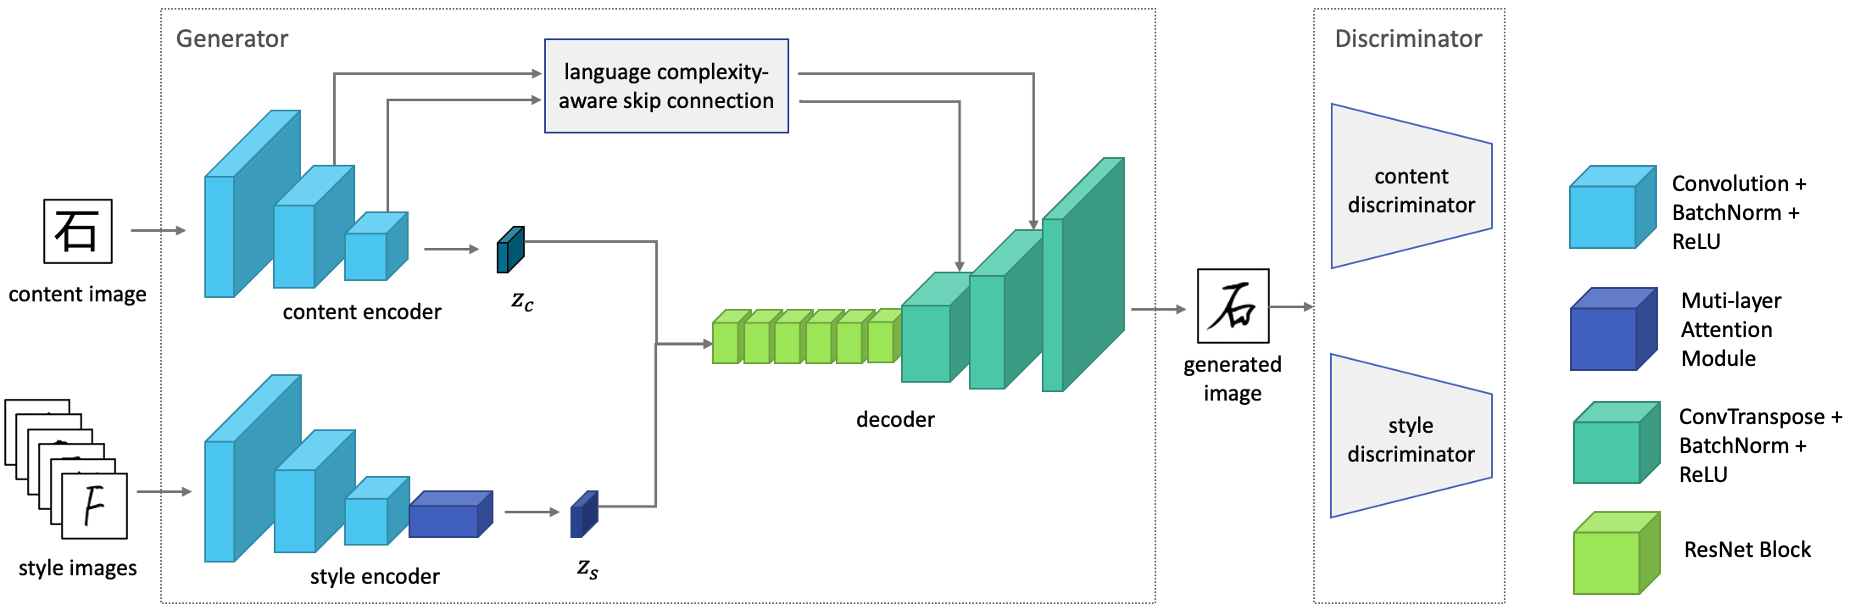 Generator
language complexity-
aware skip connection
石
content image
content encoder
z_c
F
style images
style encoder
z_s
decoder
石
generated
image
Discriminator
content
discriminator
style
discriminator
Convolution +
BatchNorm +
ReLU
Muti-layer
Attention
Module
ConvTranspose +
BatchNorm +
ReLU
ResNet Block